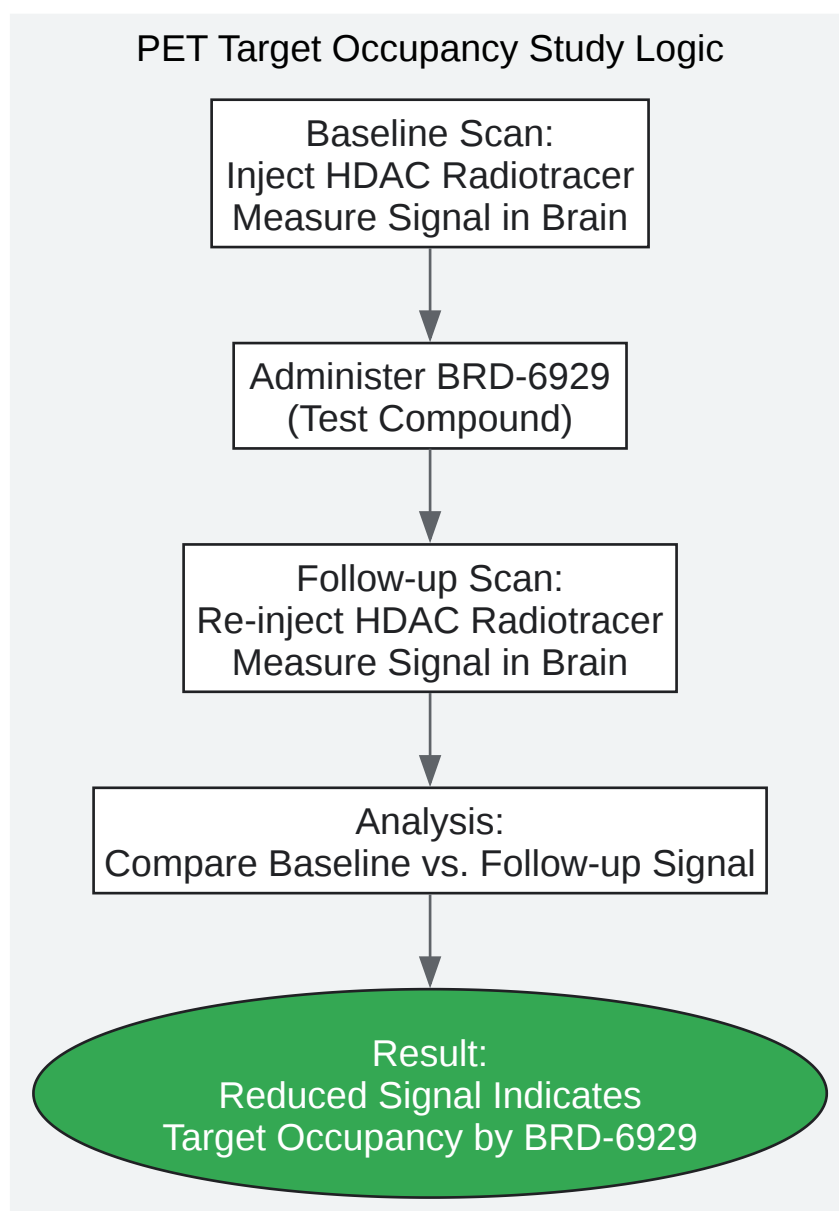 PET Target Occupancy Study Logic
Baseline Scan:
Inject HDAC Radiotracer
Measure Signal in Brain
Administer BRD-6929
(Test Compound)
Follow-up Scan:
Re-inject HDAC Radiotracer
Measure Signal in Brain
Analysis:
Compare Baseline vs. Follow-up Signal
Result:
Reduced Signal Indicates
Target Occupancy by BRD-6929